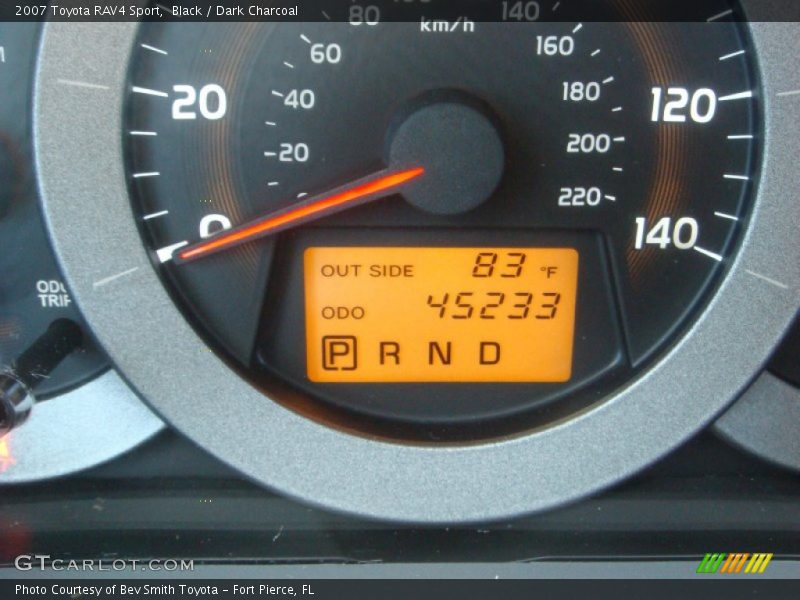 2007 Toyota RAV4 Sport, Black / Dark Charcoal
80
140
km/h
60
160
40
180
20
120
20
200
220
0
140
OUT SIDE 83 °F
ODO 45233
P R N D
ODO
TRIP
GTCARLOT.COM
Photo Courtesy of Bev Smith Toyota - Fort Pierce, FL